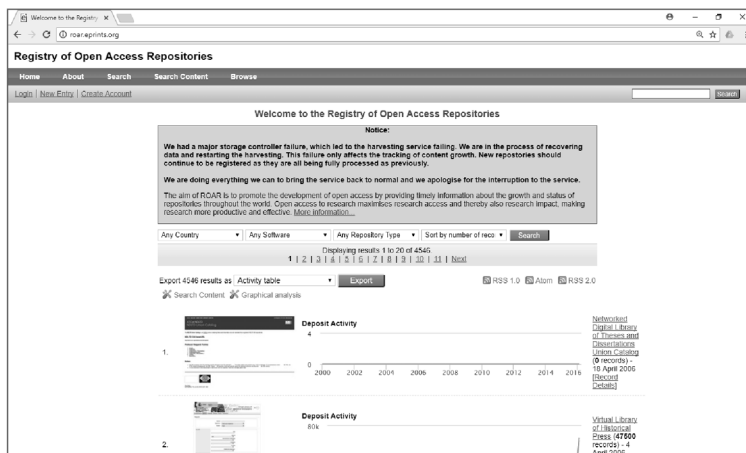 Welcome to the Registry
roar.eprints.org
Registry of Open Access Repositories
Home About Search Search Content Browse
Login | New Entry | Create Account
Search
Welcome to the Registry of Open Access Repositories
Notice:
We had a major storage controller failure, which led to the harvesting service failing. We are in the process of recovering
data and restarting the harvesting. This failure only affects the tracking of content growth. New repostories should
continue to be registered as they are all being fully processed as previously.
We are doing everything we can to bring the service back to normal and we apologise for the interruption to the service.
The aim of ROAR is to promote the development of open access by providing timely information about the growth and status of
repositories throughout the world. Open access to research maximises research access and thereby also research impact, making
research more productive and effective. More information...
Any Country Any Software Any Repository Type Sort by number of reco Search
Displaying results 1 to 20 of 4546.
1 | 2 | 3 | 4 | 5 | 6 | 7 | 8 | 9 | 10 | 11 | Next
Export 4546 results as Activity table Export RSS 1.0 Atom RSS 2.0
Search Content Graphical analysis
1.
Deposit Activity
4
0
2000 2002 2004 2006 2008 2010 2012 2014 2016
Networked
Digital Library
of Theses and
Dissertations
Union Catalog
(0 records) -
18 April 2006
[Record
Details]
2.
Deposit Activity
80k
Virtual Library
of Historical
Press (47500
records) - 4
April 2006